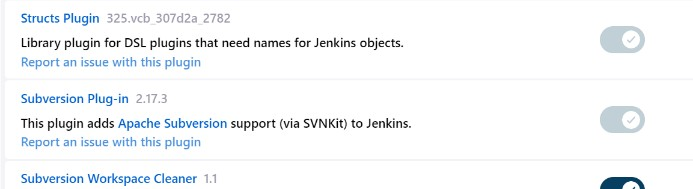 Structs Plugin 325.vcb_307d2a_2782
Library plugin for DSL plugins that need names for Jenkins objects.
Report an issue with this plugin
Subversion Plug-in 2.17.3
This plugin adds Apache Subversion support (via SVNKit) to Jenkins.
Report an issue with this plugin
Subversion Workspace Cleaner 1.1